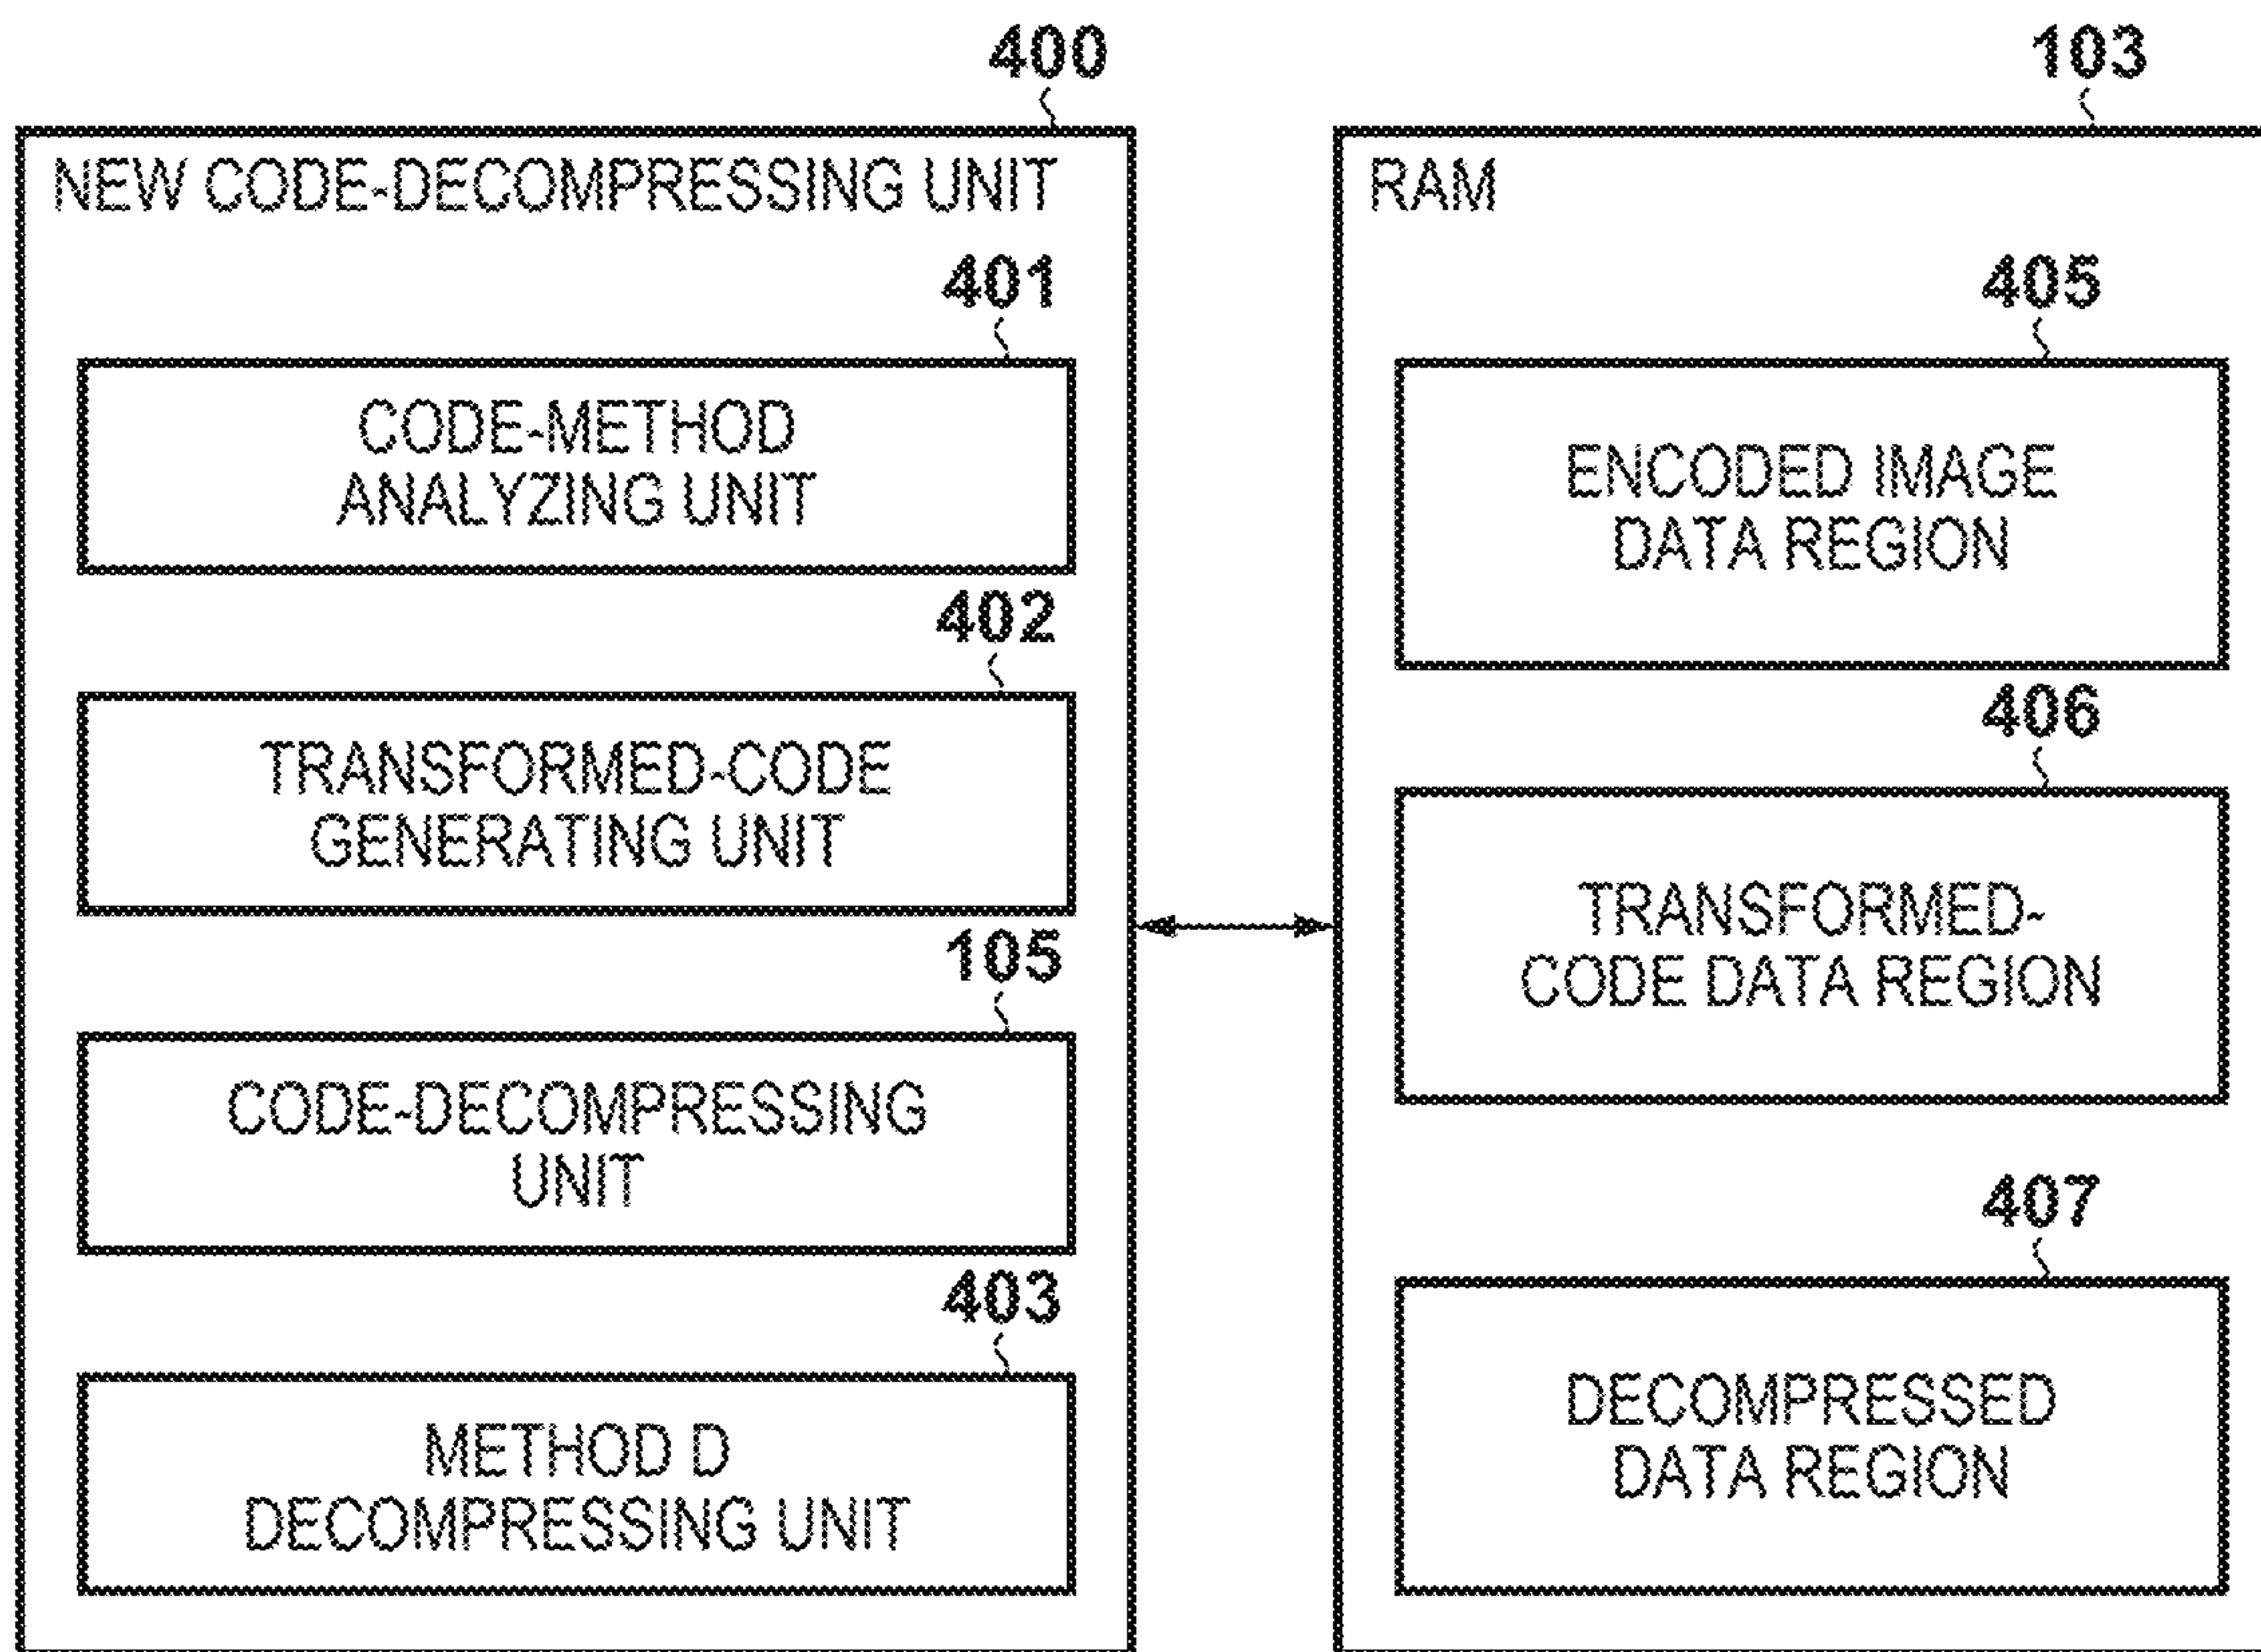 400
NEW CODE-DECOMPRESSING UNIT
401
CODE-METHOD
ANALYZING UNIT
402
TRANSFORMED-CODE
GENERATING UNIT
105
CODE-DECOMPRESSING
UNIT
403
METHOD D
DECOMPRESSING UNIT
103
RAM
405
ENCODED IMAGE
DATA REGION
406
TRANSFORMED-
CODE DATA REGION
407
DECOMPRESSED
DATA REGION